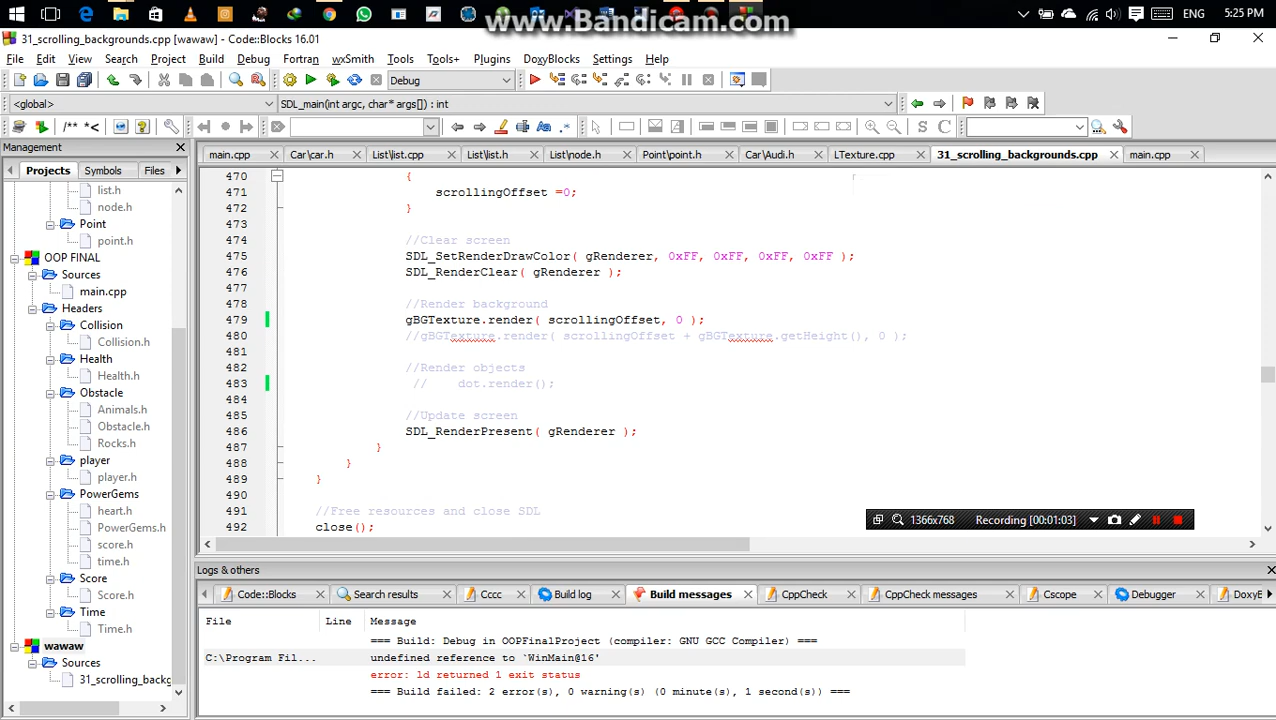 www.Bandicam.com
ENG 5:25 PM
31_scrolling_backgrounds.cpp [wawaw] - Code::Blocks 16.01
File Edit View Search Project Build Debug Fortran wxSmith Tools Tools+ Plugins DoxyBlocks Settings Help
Debug
<global> SDL_main(int argc, char* args[]) : int
/** *<
S C
Management
Projects Symbols Files
main.cpp Car\car.h List\list.cpp List\list.h List\node.h Point\point.h Car\Audi.h LTexture.cpp 31_scrolling_backgrounds.cpp main.cpp
list.h
node.h
Point
point.h
OOP FINAL
Sources
main.cpp
Headers
Collision
Collision.h
Health
Health.h
Obstacle
Animals.h
Obstacle.h
Rocks.h
player
player.h
PowerGems
heart.h
PowerGems.h
score.h
time.h
Score
Score.h
Time
Time.h
wawaw
Sources
31_scrolling_backg
470 {
471 scrollingOffset =0;
472 }
473
474 //Clear screen
475 SDL_SetRenderDrawColor( gRenderer, 0xFF, 0xFF, 0xFF, 0xFF );
476 SDL_RenderClear( gRenderer );
477
478 //Render background
479 gBGTexture.render( scrollingOffset, 0 );
480 //gBGTexture.render( scrollingOffset + gBGTexture.getHeight(), 0 );
481
482 //Render objects
483 // dot.render();
484
485 //Update screen
486 SDL_RenderPresent( gRenderer );
487 }
488 }
489 }
490
491 //Free resources and close SDL
492 close();
1366x768 Recording [00:01:03]
Logs & others
Code::Blocks Search results Cccc Build log Build messages CppCheck CppCheck messages Cscope Debugger DoxyB
File Line Message
=== Build: Debug in OOPFinalProject (compiler: GNU GCC Compiler) ===
C:\Program Fil... undefined reference to `WinMain@16'
error: ld returned 1 exit status
=== Build failed: 2 error(s), 0 warning(s) (0 minute(s), 1 second(s)) ===